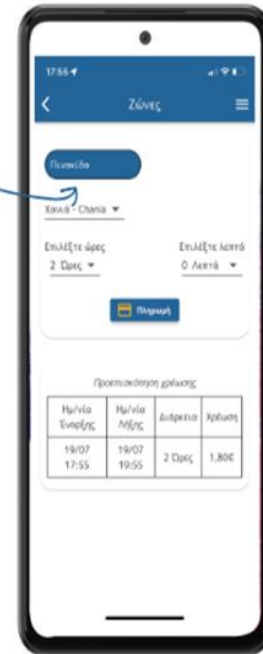 17:55
Ζώνες
Πινακίδα
Χανιά - Chania
Επιλέξτε ώρες
Επιλέξτε λεπτά
2 Ώρες
0 Λεπτά
Πληρωμή
Προεπισκόπηση χρέωσης
Ημ/νία Έναρξης
Ημ/νία Λήξης
Διάρκεια
Χρέωση
19/07 17:55
19/07 19:55
2 Ώρες
1,80€